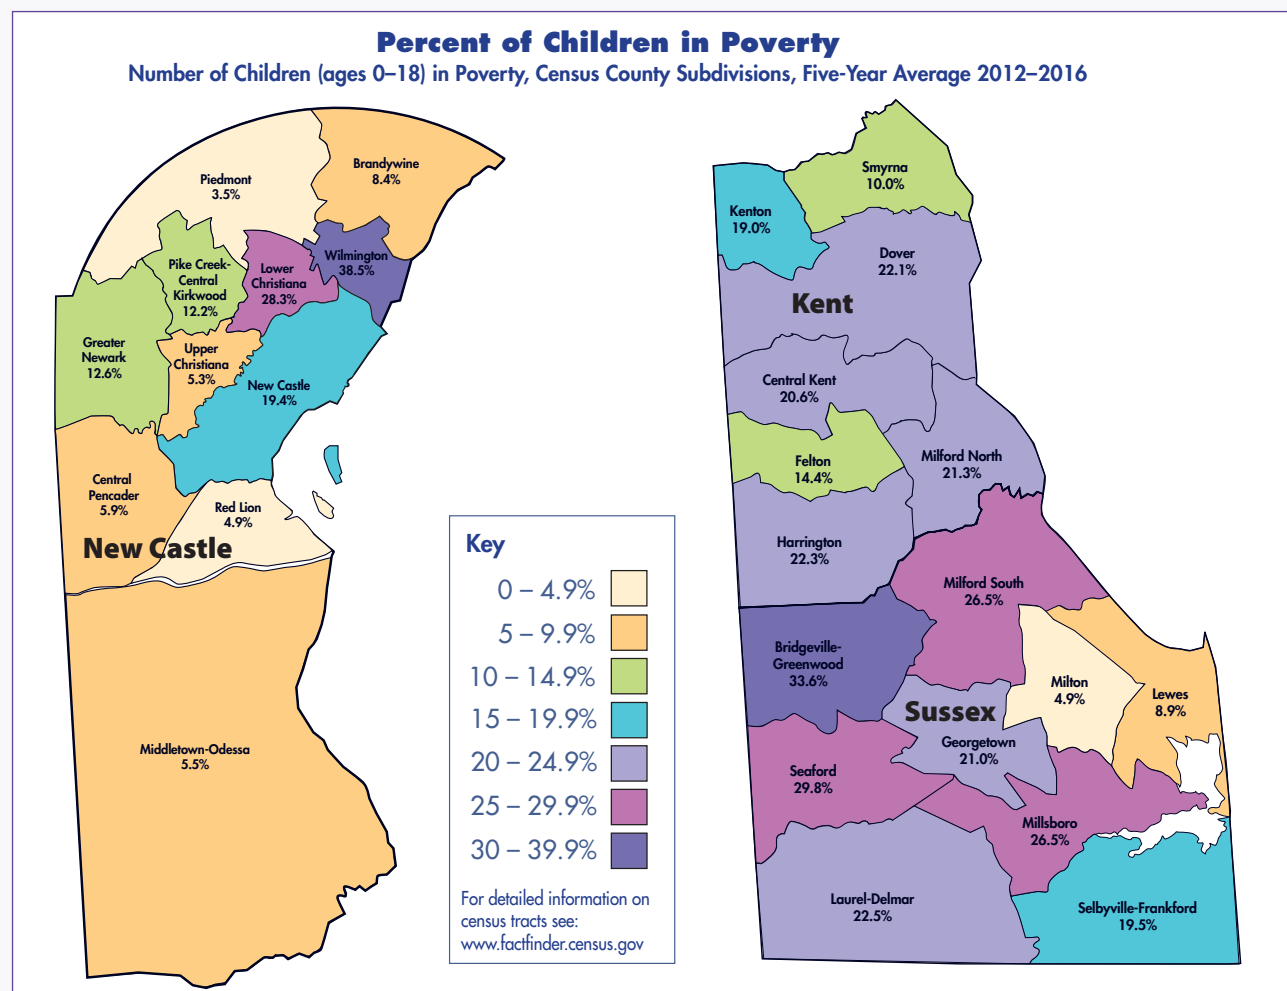 Percent of Children in Poverty
Number of Children (ages 0–18) in Poverty, Census County Subdivisions, Five-Year Average 2012–2016
Piedmont
3.5%
Brandywine
8.4%
Pike Creek-
Central
Kirkwood
12.2%
Lower
Christiana
28.3%
Wilmington
38.5%
Greater
Newark
12.6%
Upper
Christiana
5.3%
New Castle
19.4%
Central
Pencader
5.9%
Red Lion
4.9%
New Castle
Middletown-Odessa
5.5%
Key
0 – 4.9%
5 – 9.9%
10 – 14.9%
15 – 19.9%
20 – 24.9%
25 – 29.9%
30 – 39.9%
For detailed information on
census tracts see:
www.factfinder.census.gov
Smyrna
10.0%
Kenton
19.0%
Dover
22.1%
Kent
Central Kent
20.6%
Felton
14.4%
Milford North
21.3%
Harrington
22.3%
Milford South
26.5%
Bridgeville-
Greenwood
33.6%
Milton
4.9%
Lewes
8.9%
Sussex
Georgetown
21.0%
Seaford
29.8%
Millsboro
26.5%
Laurel-Delmar
22.5%
Selbyville-Frankford
19.5%